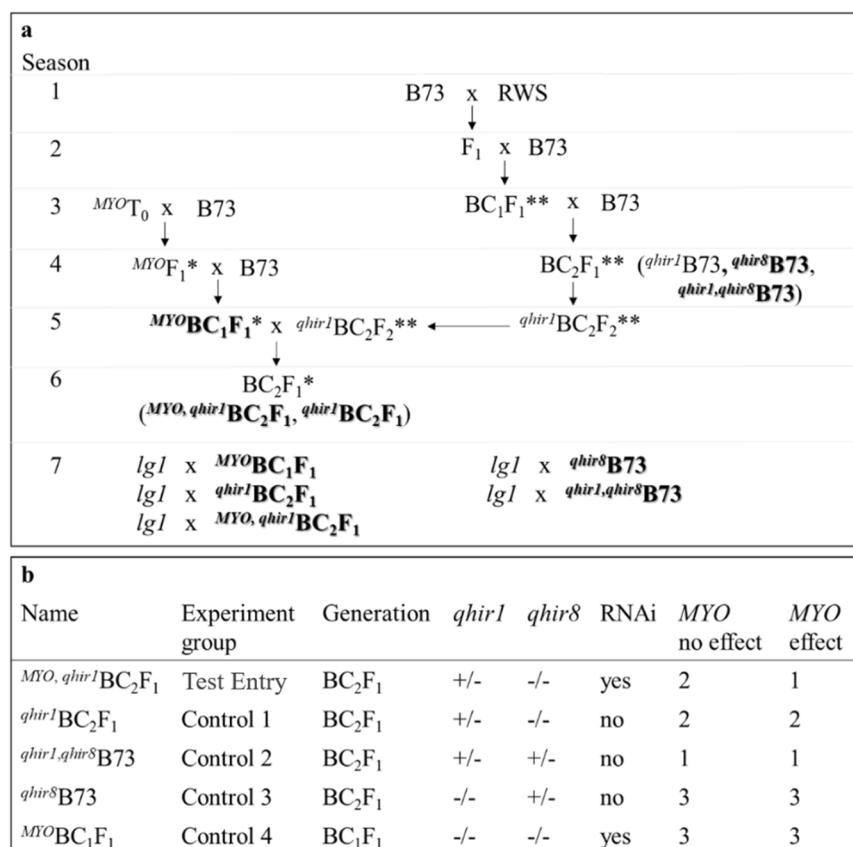 a
Season
1 B73 x RWS
2 F₁ x B73
3 ᴹʸᴼT₀ x B73 BC₁F₁** x B73
4 ᴹʸᴼF₁* x B73 BC₂F₁** (qhir1B73, qhir8B73,
qhir1,qhir8B73)
5 ᴹʸᴼBC₁F₁* x qhir1BC₂F₂** qhir1BC₂F₂**
6 BC₂F₁*
(MYO, qhir1BC₂F₁, qhir1BC₂F₁)
7 lg1 x MYOBC₁F₁ lg1 x qhir8B73
lg1 x qhir1BC₂F₁ lg1 x qhir1,qhir8B73
lg1 x MYO, qhir1BC₂F₁
b
Name Experiment Generation qhir1 qhir8 RNAi MYO MYO
group no effect effect
MYO, qhir1BC₂F₁ Test Entry BC₂F₁ +/- -/- yes 2 1
qhir1BC₂F₁ Control 1 BC₂F₁ +/- -/- no 2 2
qhir1,qhir8B73 Control 2 BC₂F₁ +/- +/- no 1 1
qhir8B73 Control 3 BC₂F₁ -/- +/- no 3 3
MYOBC₁F₁ Control 4 BC₁F₁ -/- -/- yes 3 3